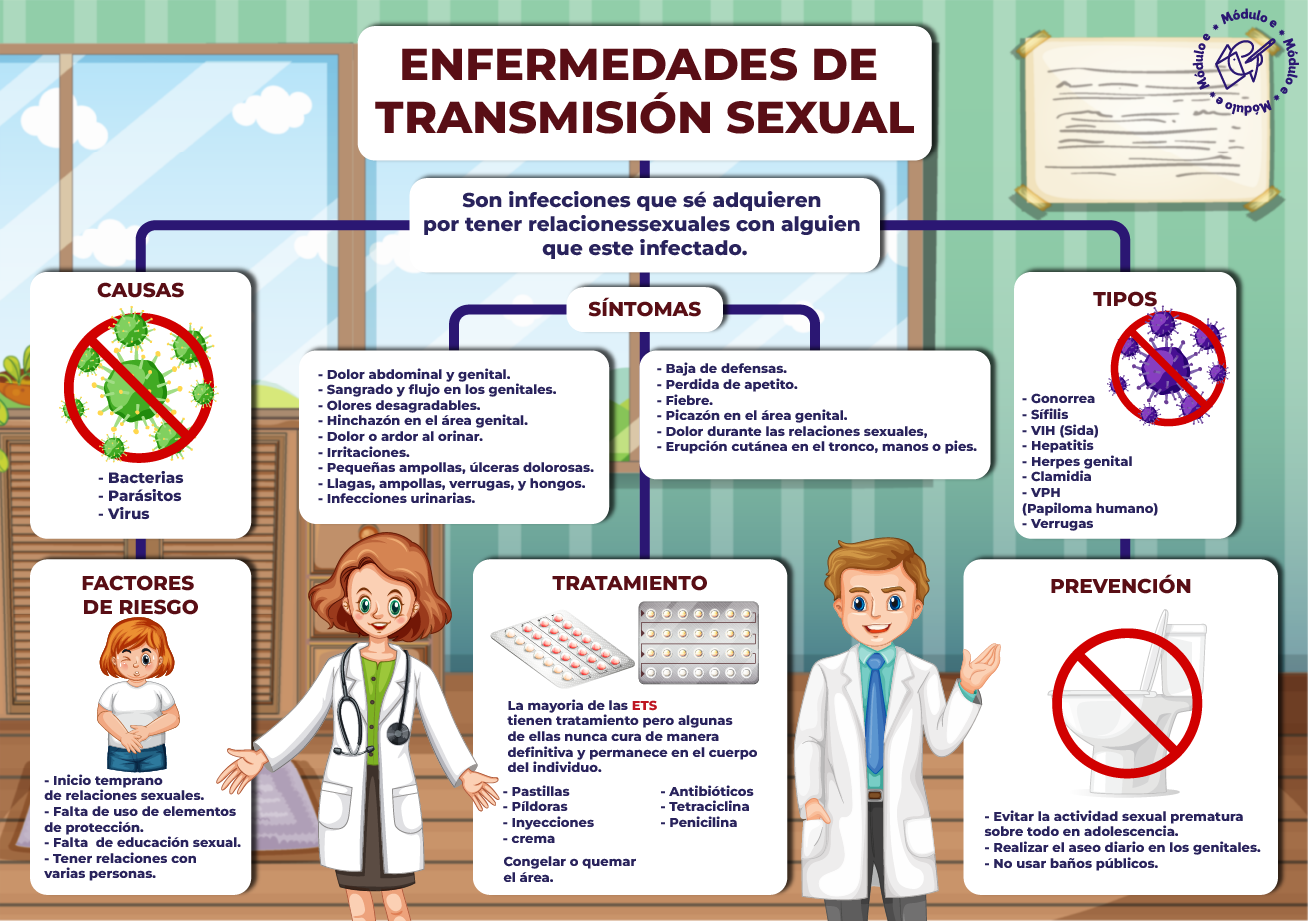 ENFERMEDADES DE
TRANSMISIÓN SEXUAL
Módulo e * Módulo e * Módulo e * Módulo e *
Son infecciones que sé adquieren
por tener relacionessexuales con alguien
que este infectado.
CAUSAS
- Bacterias
- Parásitos
- Virus
SÍNTOMAS
- Dolor abdominal y genital.
- Sangrado y flujo en los genitales.
- Olores desagradables.
- Hinchazón en el área genital.
- Dolor o ardor al orinar.
- Irritaciones.
- Pequeñas ampollas, úlceras dolorosas.
- Llagas, ampollas, verrugas, y hongos.
- Infecciones urinarias.
- Baja de defensas.
- Perdida de apetito.
- Fiebre.
- Picazón en el área genital.
- Dolor durante las relaciones sexuales,
- Erupción cutánea en el tronco, manos o pies.
TIPOS
- Gonorrea
- Sífilis
- VIH (Sida)
- Hepatitis
- Herpes genital
- Clamidia
- VPH
(Papiloma humano)
- Verrugas
FACTORES
DE RIESGO
- Inicio temprano
de relaciones sexuales.
- Falta de uso de elementos
de protección.
- Falta de educación sexual.
- Tener relaciones con
varias personas.
TRATAMIENTO
La mayoria de las ETS
tienen tratamiento pero algunas
de ellas nunca cura de manera
definitiva y permanece en el cuerpo
del individuo.
- Pastillas
- Píldoras
- Inyecciones
- crema
- Antibióticos
- Tetraciclina
- Penicilina
Congelar o quemar
el área.
PREVENCIÓN
- Evitar la actividad sexual prematura
sobre todo en adolescencia.
- Realizar el aseo diario en los genitales.
- No usar baños públicos.